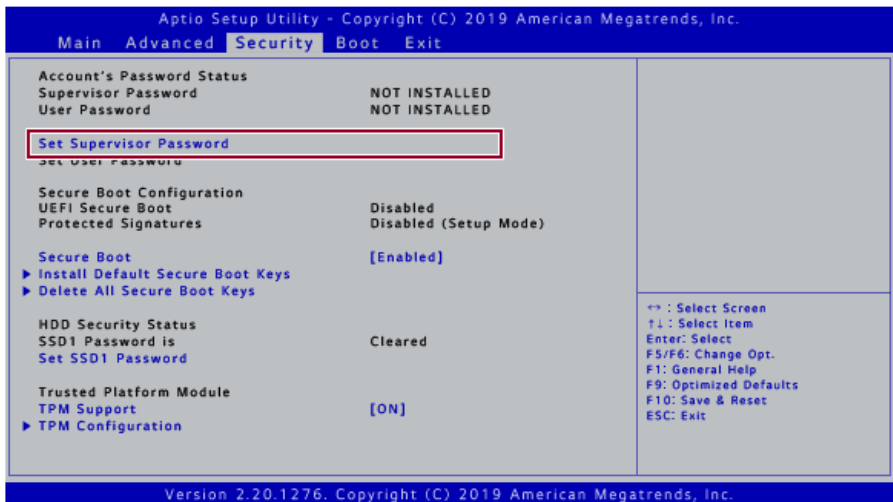 Aptio Setup Utility - Copyright (C) 2019 American Megatrends, Inc.
Main Advanced Security Boot Exit
Account's Password Status
Supervisor Password NOT INSTALLED
User Password NOT INSTALLED
Set Supervisor Password
Set User Password
Secure Boot Configuration
UEFI Secure Boot Disabled
Protected Signatures Disabled (Setup Mode)
Secure Boot [Enabled]
▶ Install Default Secure Boot Keys
▶ Delete All Secure Boot Keys
HDD Security Status
SSD1 Password is Cleared
Set SSD1 Password
Trusted Platform Module
TPM Support [ON]
▶ TPM Configuration
↔ : Select Screen
↑↓ : Select Item
Enter: Select
F5/F6: Change Opt.
F1: General Help
F9: Optimized Defaults
F10: Save & Reset
ESC: Exit
Version 2.20.1276. Copyright (C) 2019 American Megatrends, Inc.